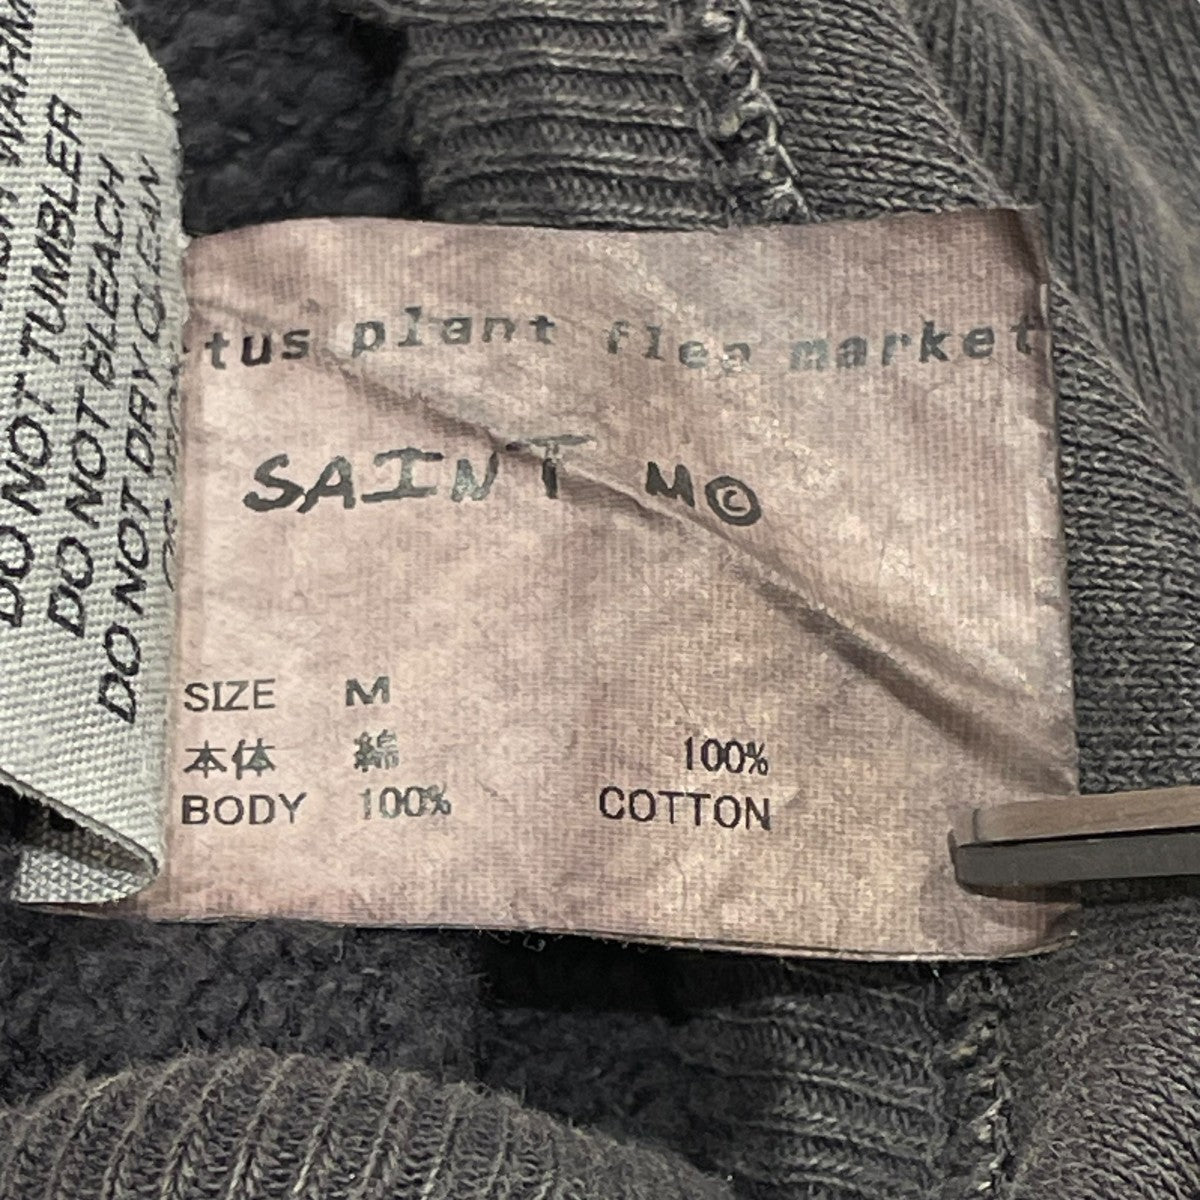 WARM
DO NOT TUMBLER
DO NOT BLEACH
DO NOT DRY CLEAN
tus plant flea market
SAINT M©
SIZE M
本体 綿 100%
BODY 100% COTTON